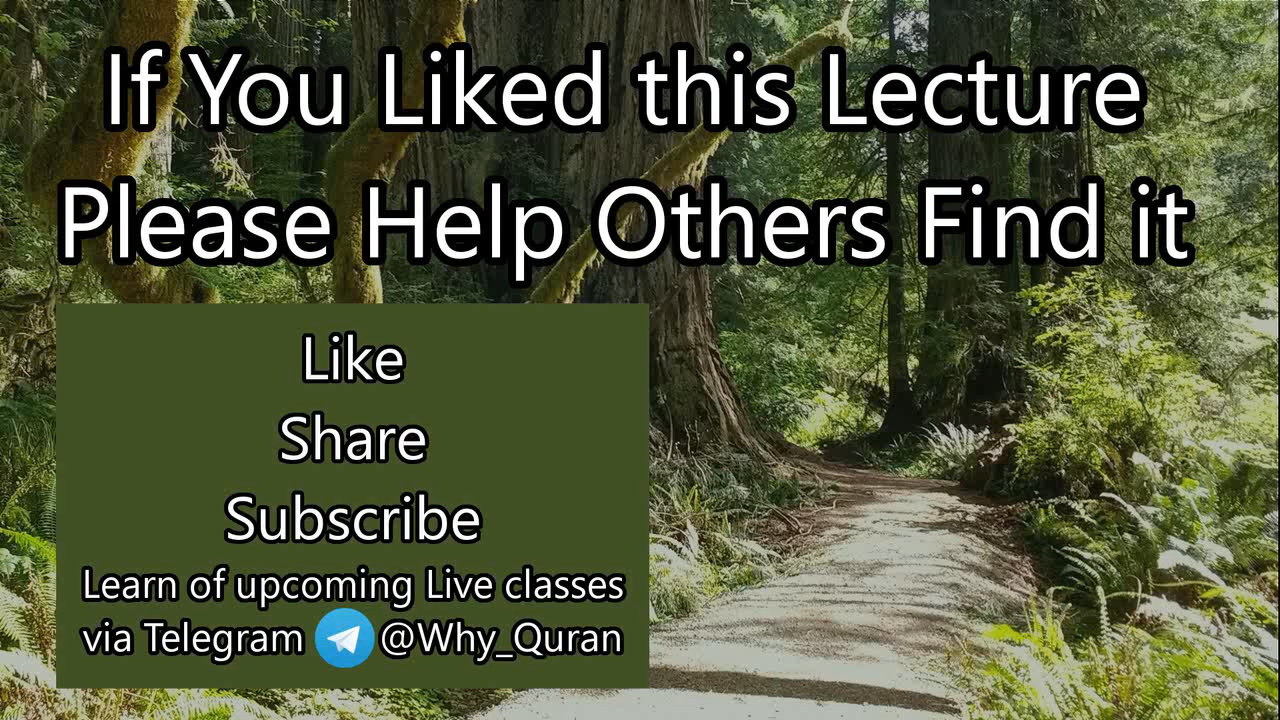 If You Liked this Lecture
Please Help Others Find it
Like
Share
Subscribe
Learn of upcoming Live classes
via Telegram @Why_Quran